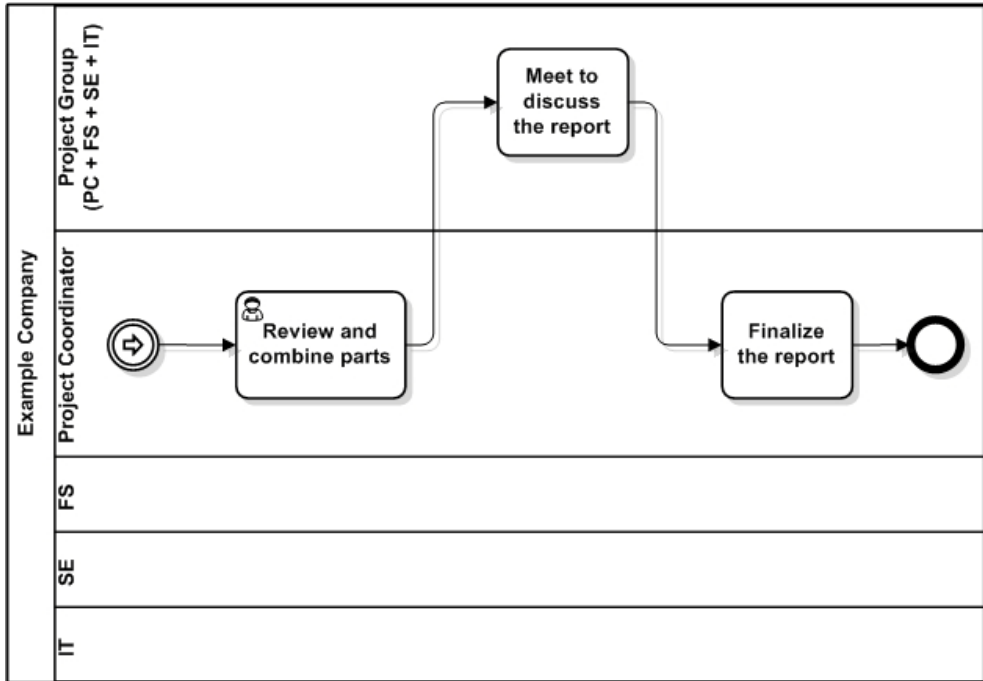 Example Company
Project Group
(PC + FS + SE + IT)
Meet to
discuss
the report
Project Coordinator
Review and
combine parts
Finalize
the report
FS
SE
IT